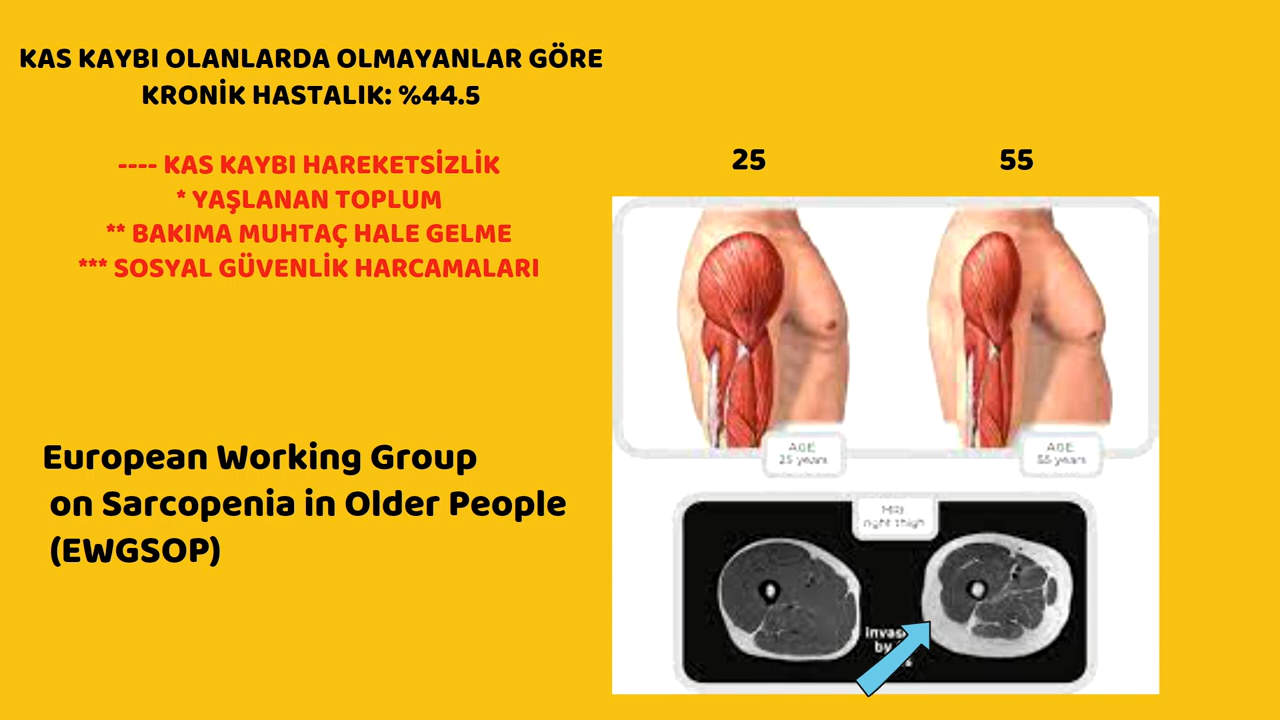 KAS KAYBI OLANLARDA OLMAYANLAR GÖRE
KRONİK HASTALIK: %44.5
---- KAS KAYBI HAREKETSİZLİK
* YAŞLANAN TOPLUM
** BAKIMA MUHTAÇ HALE GELME
*** SOSYAL GÜVENLİK HARCAMALARI
European Working Group
on Sarcopenia in Older People
(EWGSOP)
25
55
AGE
25 years
AGE
55 years
MRI
right thigh
by